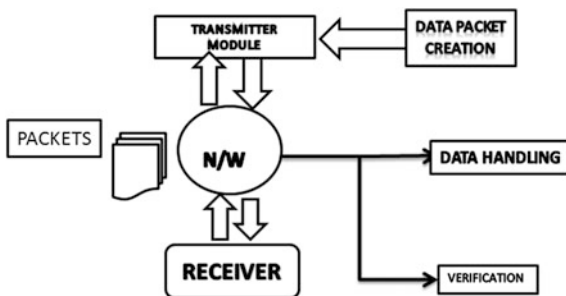 TRANSMITTER
MODULE
DATA PACKET
CREATION
PACKETS
N/W
DATA HANDLING
RECEIVER
VERIFICATION